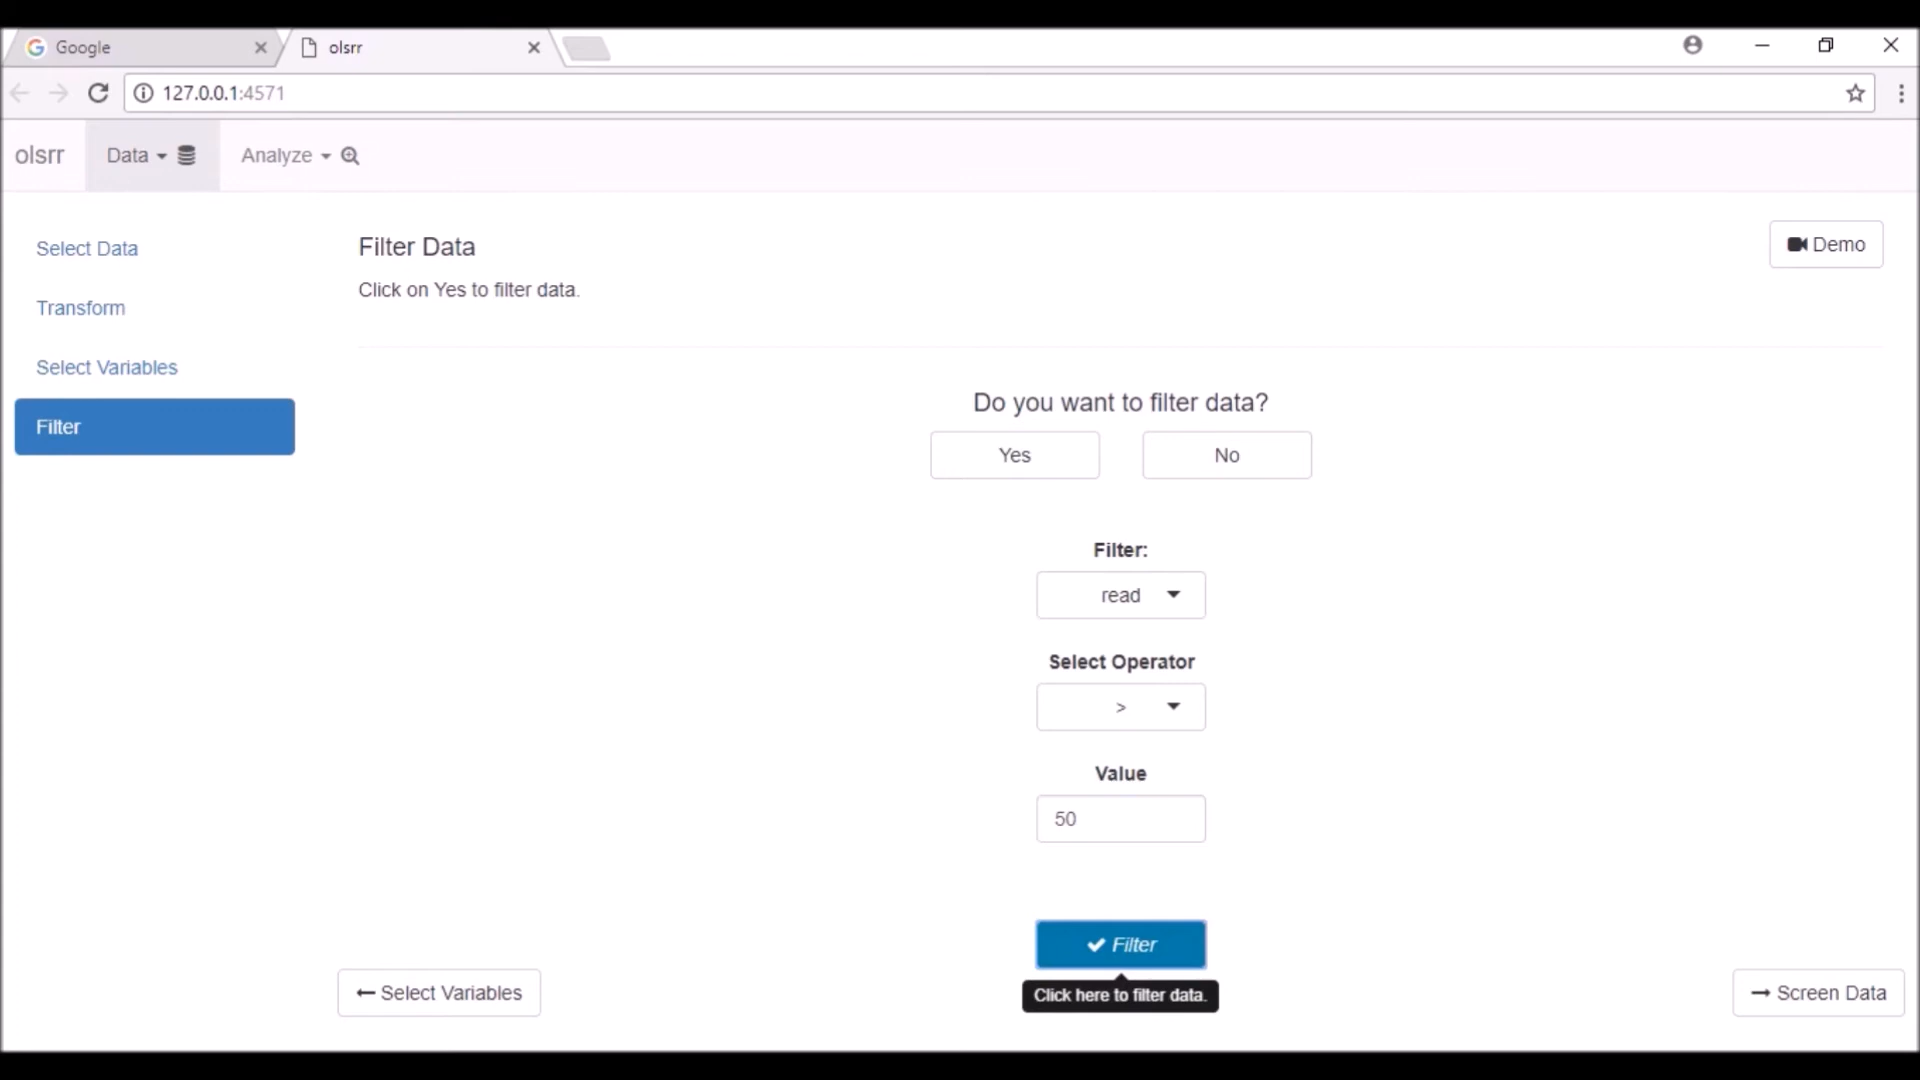 Google
olsrr
127.0.0.1:4571
olsrr
Data
Analyze
Select Data
Transform
Select Variables
Filter
Filter Data
Demo
Click on Yes to filter data.
Do you want to filter data?
Yes
No
Filter:
read
Select Operator
>
Value
50
Filter
Click here to filter data.
Select Variables
Screen Data